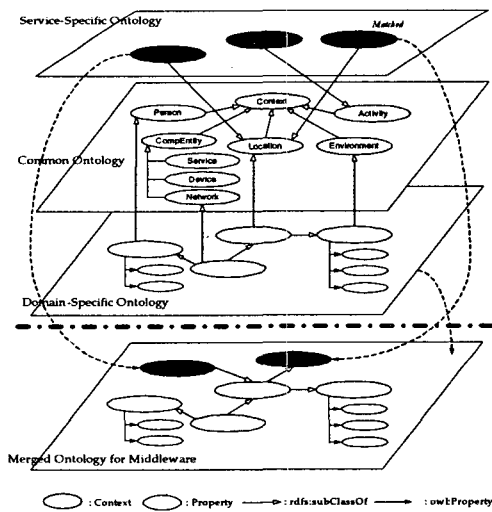 Service-Specific Ontology
Matched
Context
Person
Activity
CompEntity
Location
Environment
Service
Common Ontology
Device
Network
Domain-Specific Ontology
Merged Ontology for Middleware
: Context : Property : rdfs:subClassOf : owl:Property